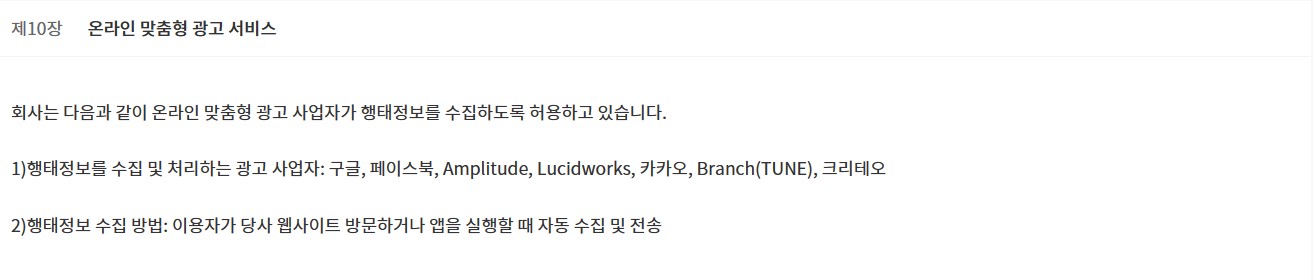 제10장 온라인 맞춤형 광고 서비스
회사는 다음과 같이 온라인 맞춤형 광고 사업자가 행태정보를 수집하도록 허용하고 있습니다.
1)행태정보를 수집 및 처리하는 광고 사업자: 구글, 페이스북, Amplitude, Lucidworks, 카카오, Branch(TUNE), 크리테오
2)행태정보 수집 방법: 이용자가 당사 웹사이트 방문하거나 앱을 실행할 때 자동 수집 및 전송